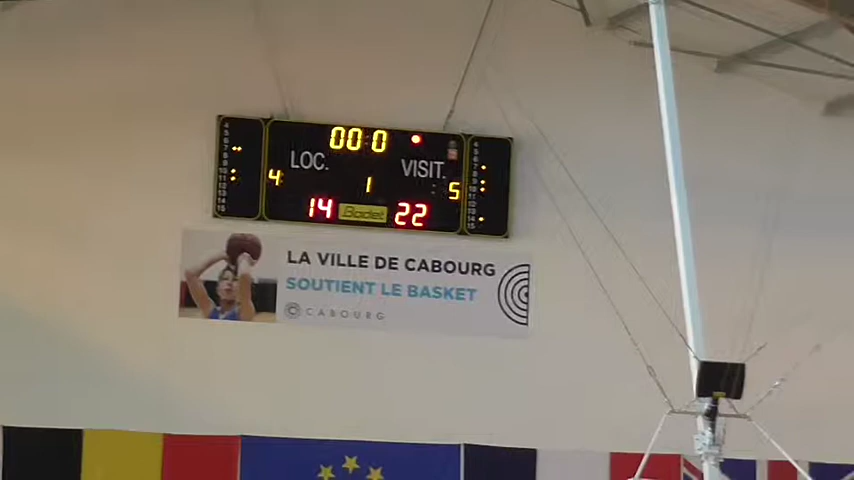 00:0
LOC. VISIT.
4 1 5
14 Bodet 22
LA VILLE DE CABOURG
SOUTIENT LE BASKET
CABOURG